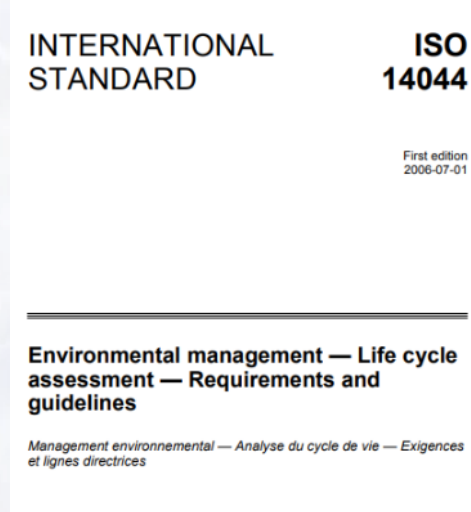 INTERNATIONAL STANDARD
ISO 14044
First edition
2006-07-01
Environmental management — Life cycle
assessment — Requirements and
guidelines
Management environnemental — Analyse du cycle de vie — Exigences
et lignes directrices